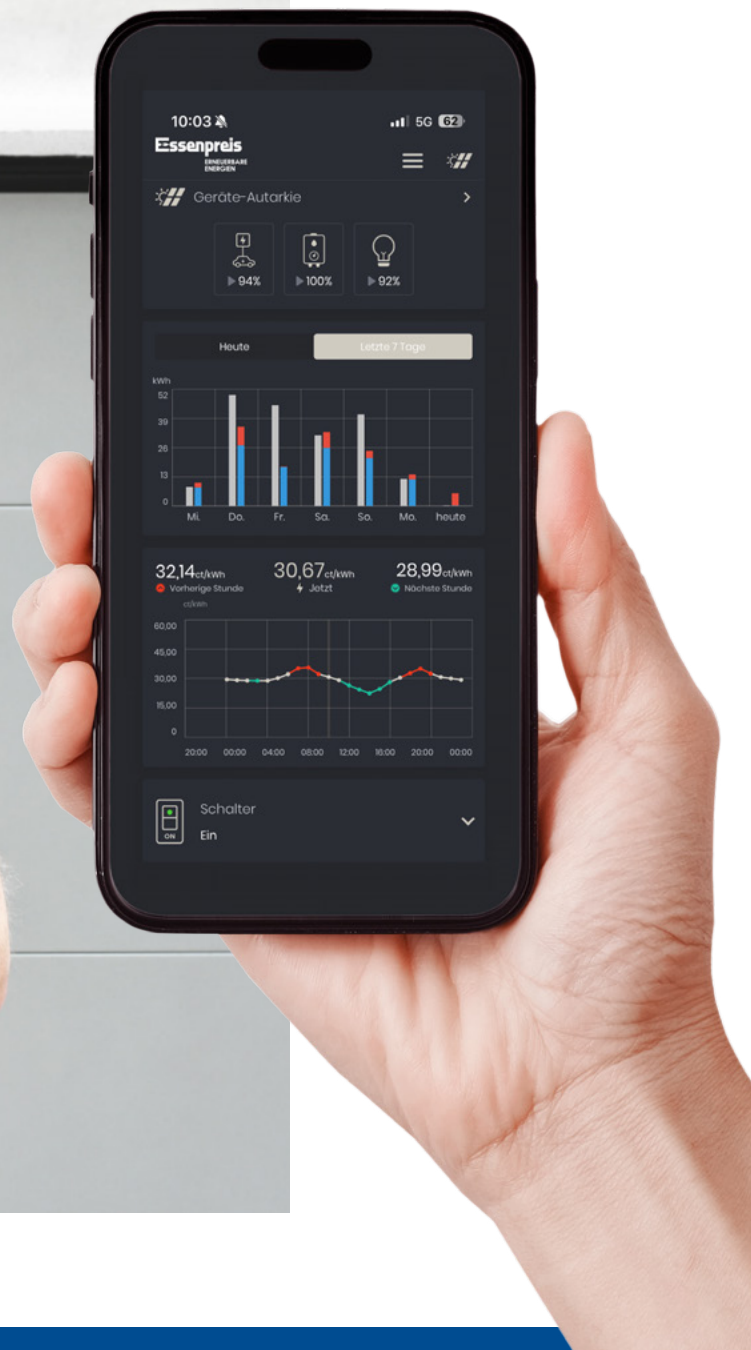 10:03 5G 62
Essenpreis
ERNEUERBARE
ENERGIEN
Geräte-Autarkie
94% 100% 92%
Heute Letzte 7 Tage
kWh
52
39
26
13
0
Mi. Do. Fr. Sa. So. Mo. heute
32,14ct/kWh 30,67ct/kWh 28,99ct/kWh
Vorherige Stunde Jetzt Nächste Stunde
ct/kWh
60,00
45,00
30,00
15,00
0
20:00 00:00 04:00 08:00 12:00 16:00 20:00 00:00
Schalter
ON Ein